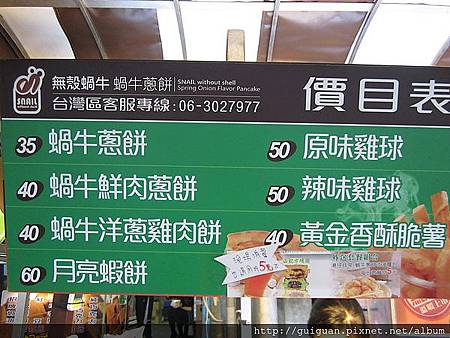 無殼蝸牛 蝸牛蔥餅 SNAIL without shell
Spring Onion Flavor Pancake
台灣區客服專線:06-3027977
SNAIL
價目表
35 蝸牛蔥餅
40 蝸牛鮮肉蔥餅
40 蝸牛洋蔥雞肉餅
60 月亮蝦餅
50 原味雞球
50 辣味雞球
40 黃金香酥脆薯
http://guiguan.pixnet.net/album